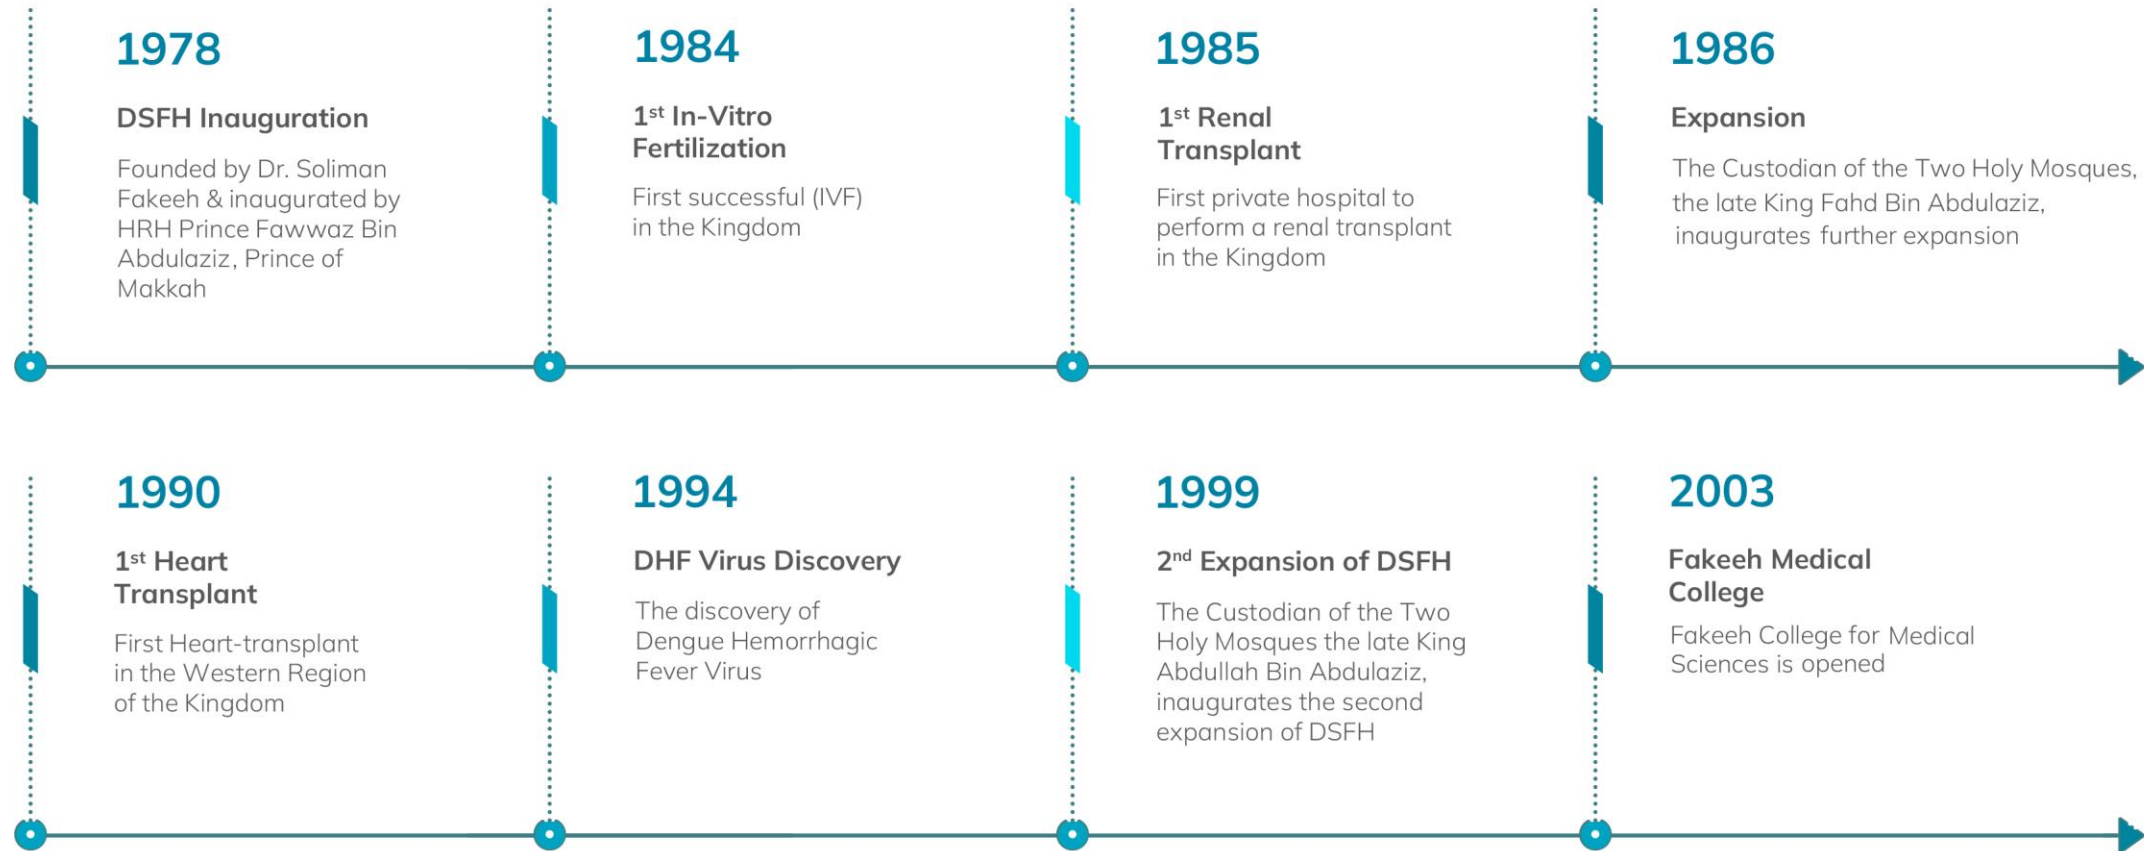 1978
DSFH Inauguration
Founded by Dr. Soliman
Fakeeh & inaugurated by
HRH Prince Fawwaz Bin
Abdulaziz, Prince of
Makkah
1984
1st In-Vitro
Fertilization
First successful (IVF)
in the Kingdom
1985
1st Renal
Transplant
First private hospital to
perform a renal transplant
in the Kingdom
1986
Expansion
The Custodian of the Two Holy Mosques,
the late King Fahd Bin Abdulaziz,
inaugurates further expansion
1990
1st Heart
Transplant
First Heart-transplant
in the Western Region
of the Kingdom
1994
DHF Virus Discovery
The discovery of
Dengue Hemorrhagic
Fever Virus
1999
2nd Expansion of DSFH
The Custodian of the Two
Holy Mosques the late King
Abdullah Bin Abdulaziz,
inaugurates the second
expansion of DSFH
2003
Fakeeh Medical
College
Fakeeh College for Medical
Sciences is opened